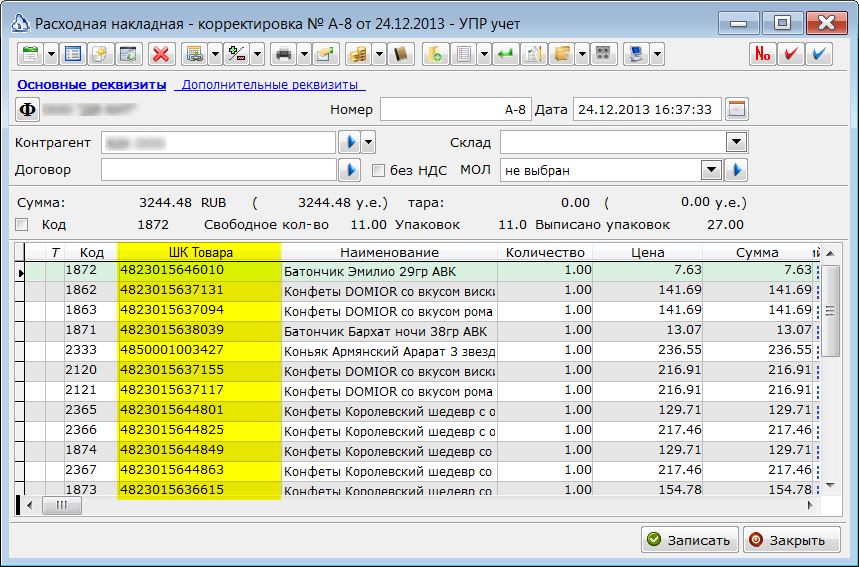 Расходная накладная - корректировка № А-8 от 24.12.2013 - УПР учет
No
Основные реквизиты Дополнительные реквизиты
Ф Номер А-8 Дата 24.12.2013 16:37:33
Контрагент Склад
Договор без НДС МОЛ не выбран
Сумма: 3244.48 RUB ( 3244.48 у.е.) тара: 0.00 ( 0.00 у.е.)
Код 1872 Свободное кол-во 11.00 Упаковок 11.0 Выписано упаковок 27.00
Т Код ШК Товара Наименование Количество Цена Сумма
1872 4823015646010 Батончик Эмилио 29гр АВК 1.00 7.63 7.63
1862 4823015637131 Конфеты DOMIOR со вкусом виски 1.00 141.69 141.69
1863 4823015637094 Конфеты DOMIOR со вкусом рома 1.00 141.69 141.69
1871 4823015638039 Батончик Бархат ночи 38гр АВК 1.00 13.07 13.07
2333 4850001003427 Коньяк Армянский Арарат 3 звезд 1.00 236.55 236.55
2120 4823015637155 Конфеты DOMIOR со вкусом виски 1.00 216.91 216.91
2121 4823015637117 Конфеты DOMIOR со вкусом рома 1.00 216.91 216.91
2365 4823015644801 Конфеты Королевский шедевр с о 1.00 129.71 129.71
2366 4823015644825 Конфеты Королевский шедевр с о 1.00 217.46 217.46
1874 4823015644849 Конфеты Королевский шедевр со 1.00 129.71 129.71
2367 4823015644863 Конфеты Королевский шедевр со 1.00 217.46 217.46
1873 4823015636615 Конфеты Королевский шедевр со 1.00 154.78 154.78
Записать Закрыть